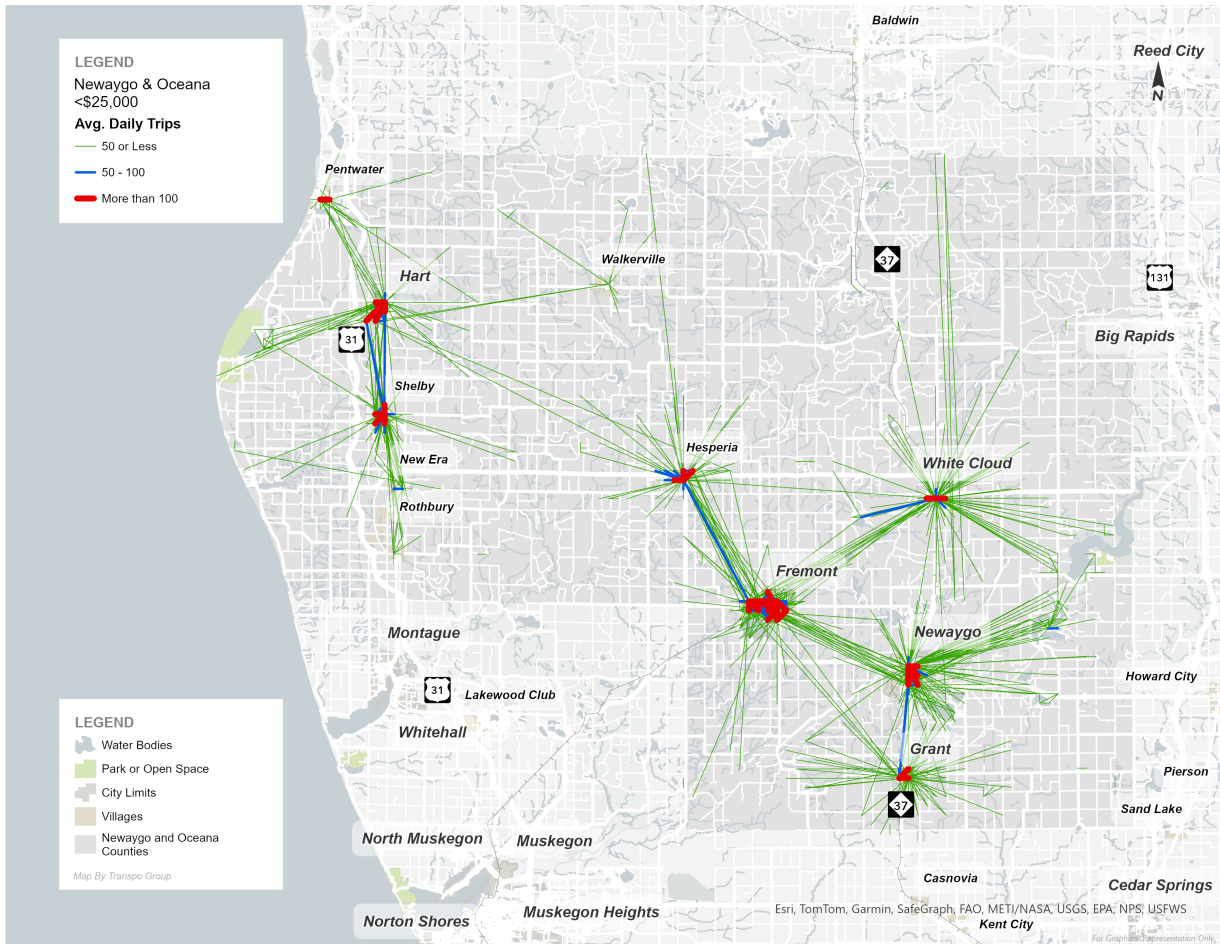 LEGEND
Newaygo & Oceana
<$25,000
Avg. Daily Trips
50 or Less
50 - 100
More than 100
Baldwin
Reed City
N
Pentwater
Walkerville
37
131
Hart
31
Big Rapids
Shelby
Hesperia
New Era
White Cloud
Rothbury
Fremont
Montague
Newaygo
31
Lakewood Club
Howard City
Whitehall
Grant
Pierson
37
Sand Lake
North Muskegon
Muskegon
Casnovia
Cedar Springs
Norton Shores
Muskegon Heights
Kent City
LEGEND
Water Bodies
Park or Open Space
City Limits
Villages
Newaygo and Oceana
Counties
Map By Transpo Group
Esri, TomTom, Garmin, SafeGraph, FAO, METI/NASA, USGS, EPA, NPS, USFWS
For Graphical Representation Only